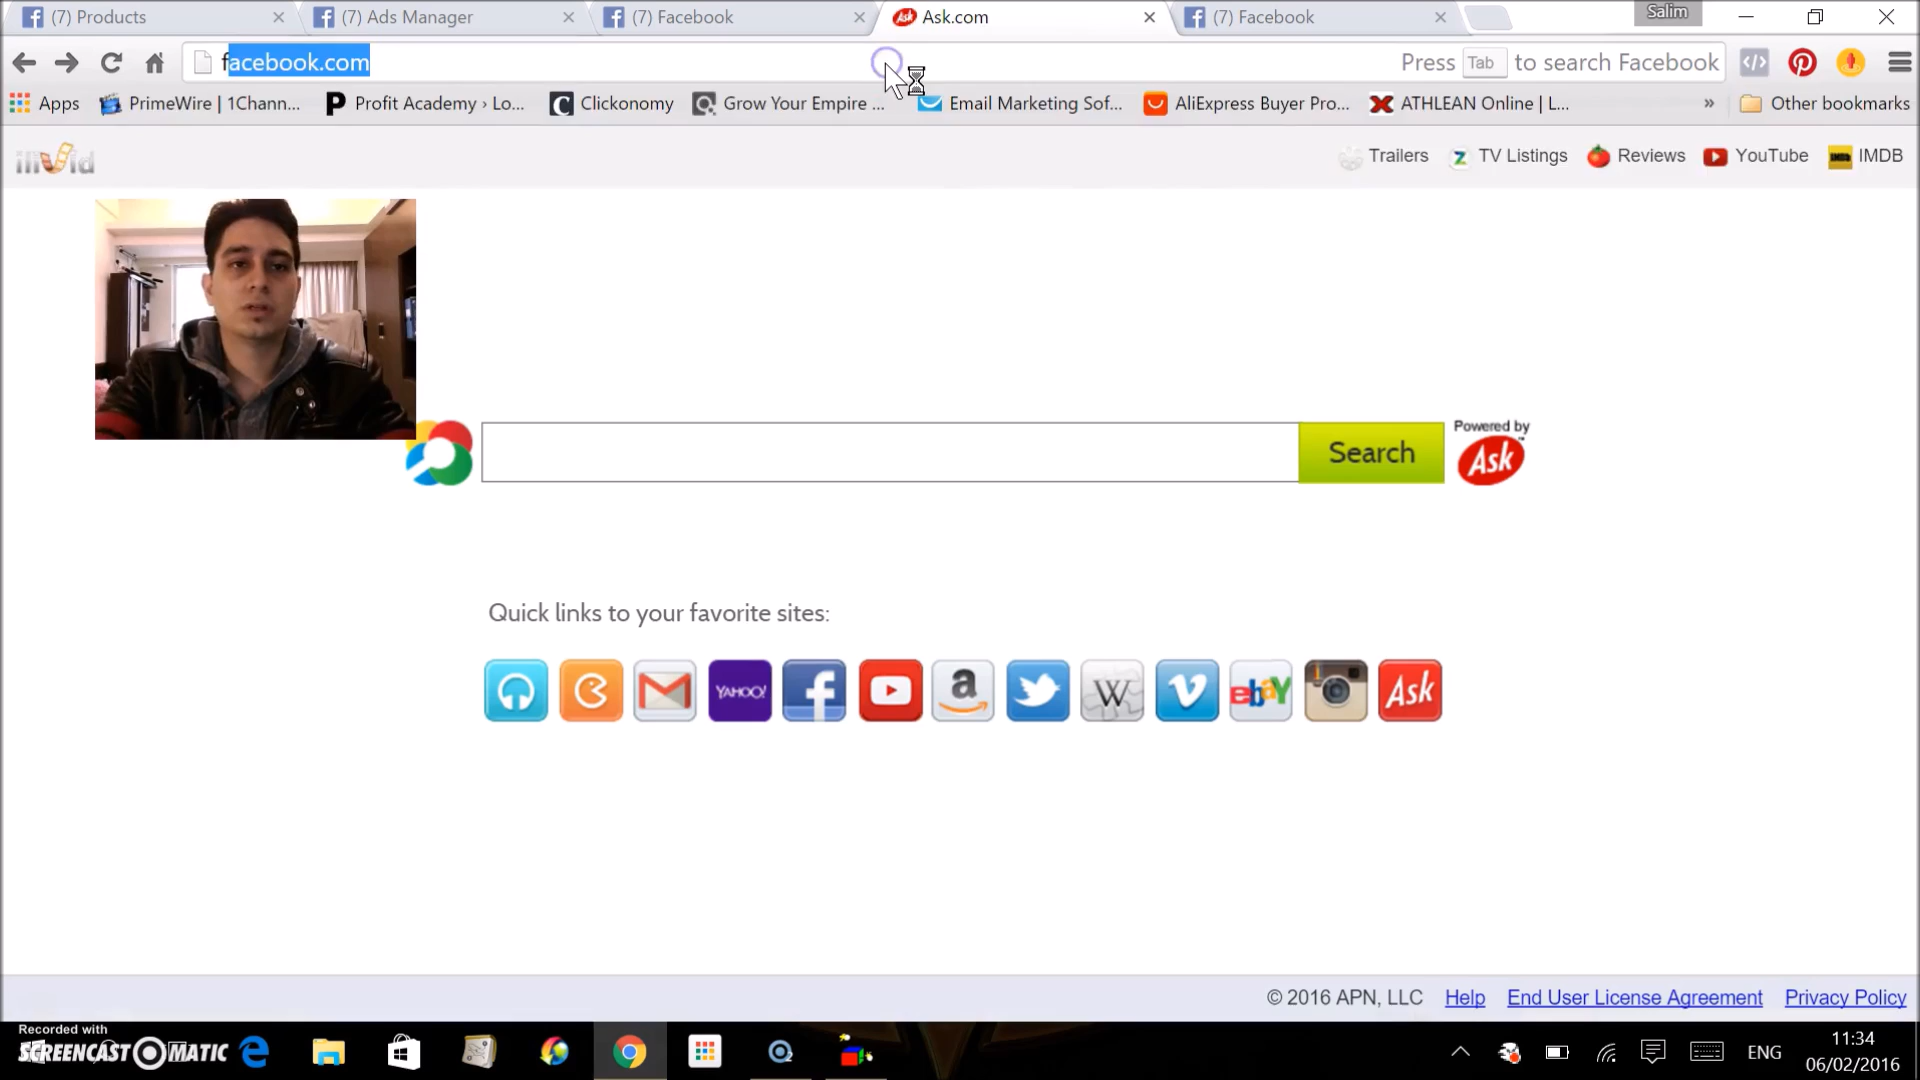 (7) Products
(7) Ads Manager
(7) Facebook
Ask
Ask.com
(7) Facebook
Salim
facebook.com
Press Tab to search Facebook
Apps
PrimeWire | 1Chann...
Profit Academy › Lo...
Clickonomy
Grow Your Empire ...
Email Marketing Sof...
AliExpress Buyer Pro...
ATHLEAN Online | L...
»
Other bookmarks
iliVid
Trailers
TV Listings
Reviews
YouTube
IMDB
Search
Powered by
Ask
Quick links to your favorite sites:
YAHOO!
a
W
ebay
Ask
© 2016 APN, LLC
Help
End User License Agreement
Privacy Policy
Recorded with
SCREENCAST-O-MATIC
ENG
11:34
06/02/2016